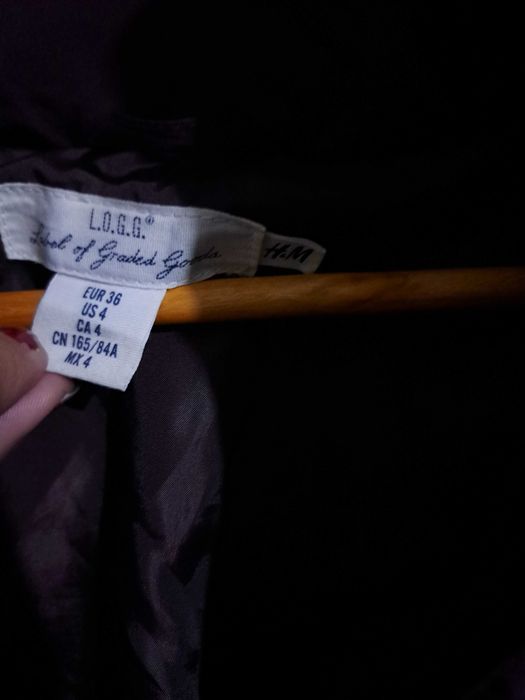 L.O.G.G.®
Label of Graded Goods
H&M
EUR 36
US 4
CA 4
CN 165/84A
MX 4